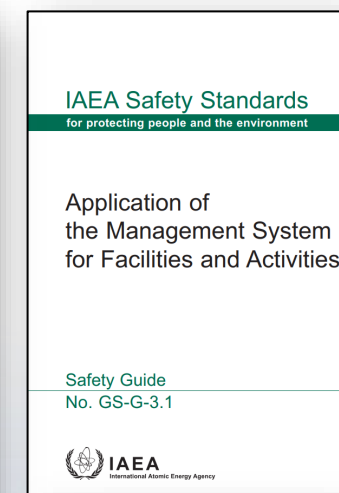 IAEA Safety Standards
for protecting people and the environment
Application of
the Management System
for Facilities and Activities
Safety Guide
No. GS-G-3.1
IAEA
International Atomic Energy Agency